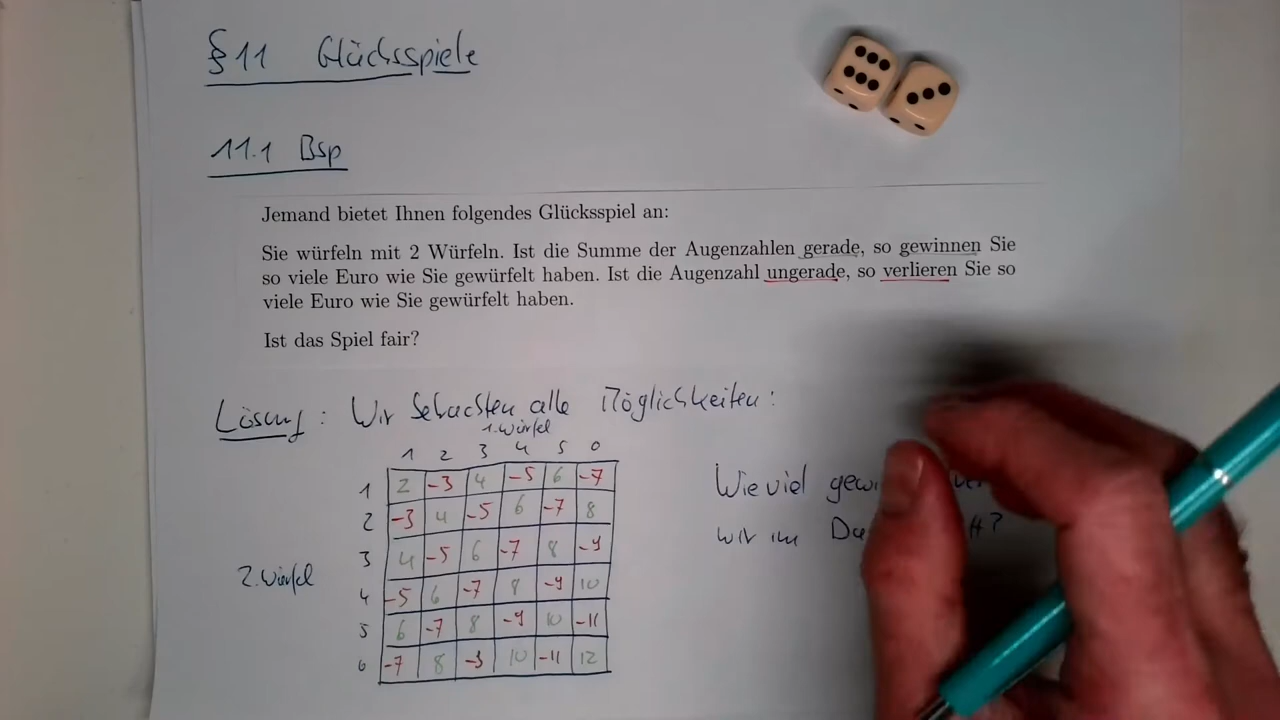 §11 Glücksspiele
11.1 Bsp
Jemand bietet Ihnen folgendes Glücksspiel an:
Sie würfeln mit 2 Würfeln. Ist die Summe der Augenzahlen gerade, so gewinnen Sie
so viele Euro wie Sie gewürfelt haben. Ist die Augenzahl ungerade, so verlieren Sie so
viele Euro wie Sie gewürfelt haben.
Ist das Spiel fair?
Lösung: Wir betrachten alle Möglichkeiten:
1. Würfel
1 2 3 4 5 6
1 2 -3 4 -5 6 -7
2 -3 4 -5 6 -7 8
3 4 -5 6 -7 8 -9
2. Würfel
4 -5 6 -7 8 -9 10
5 6 -7 8 -9 10 -11
6 -7 8 -9 10 -11 12
Wie viel
wir im